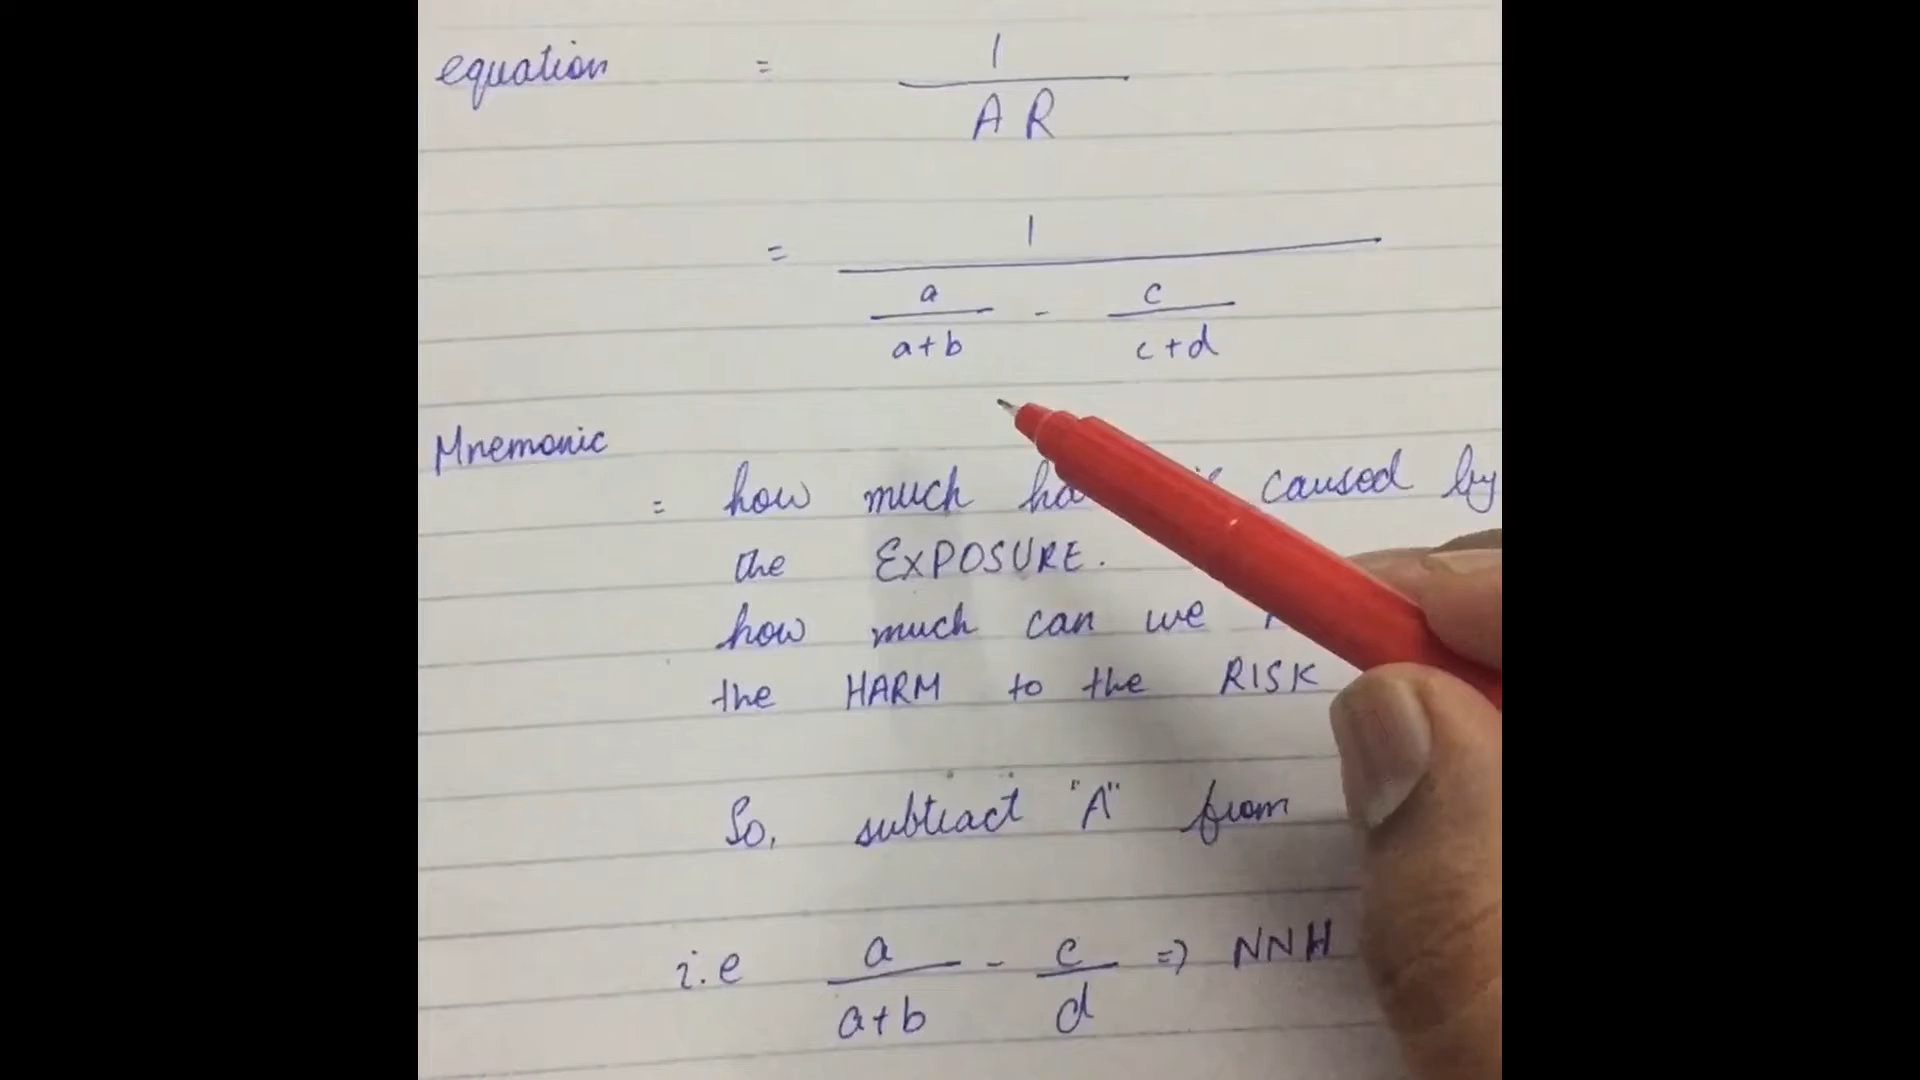 equation = 1 / A R
= 1 / a / a+b - c / c+d
Mnemonic
= how much is caused by
the EXPOSURE.
how much can we
the HARM to the RISK
So, subtract "A" from
i.e a / a+b - c / d => NNH